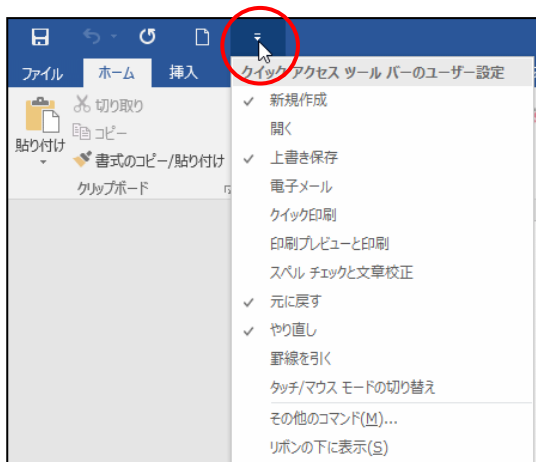 ファイル ホーム 挿入
クイック アクセス ツール バーのユーザー設定
切り取り
コピー
書式のコピー/貼り付け
貼り付け
クリップボード
新規作成
開く
上書き保存
電子メール
クイック印刷
印刷プレビューと印刷
スペル チェックと文章校正
元に戻す
やり直し
罫線を引く
タッチ/マウス モードの切り替え
その他のコマンド(M)...
リボンの下に表示(S)